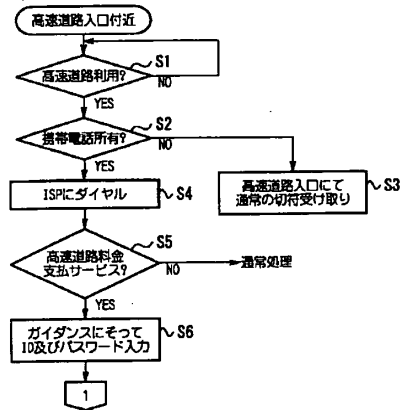 高速道路入口付近
S1
高速道路利用?
NO
YES
S2
携帯電話所有?
NO
YES
S3
高速道路入口にて
通常の切符受け取り
S4
ISPにダイヤル
S5
高速道路料金
支払サービス?
NO
通常処理
YES
S6
ガイダンスにそって
ID及びパスワード入力
1